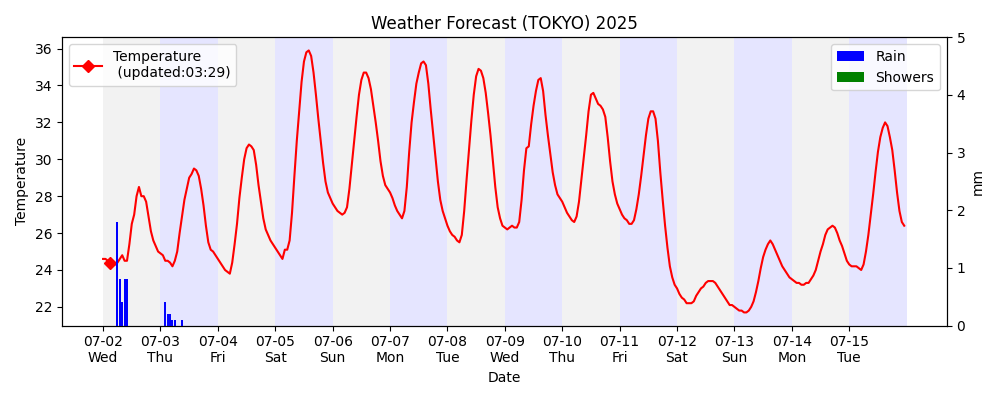 Weather Forecast (TOKYO) 2025
Temperature
(updated:03:29)
Rain
Showers
36
34
32
30
28
26
24
22
Temperature
5
4
3
2
1
0
mm
07-02 07-03 07-04 07-05 07-06 07-07 07-08 07-09 07-10 07-11 07-12 07-13 07-14 07-15
Wed Thu Fri Sat Sun Mon Tue Wed Thu Fri Sat Sun Mon Tue
Date